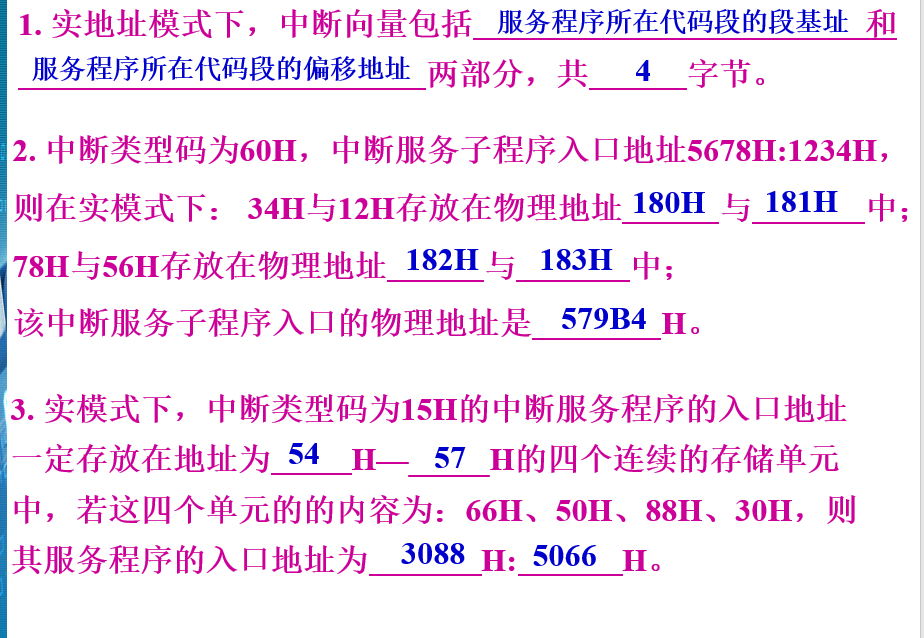 1. 实地址模式下，中断向量包括 服务程序所在代码段的段基址 和
服务程序所在代码段的偏移地址 两部分，共 4 字节。
2. 中断类型码为60H，中断服务子程序入口地址5678H:1234H，
则在实模式下： 34H与12H存放在物理地址 180H 与 181H 中；
78H与56H存放在物理地址 182H 与 183H 中；
该中断服务子程序入口的物理地址是 579B4 H。
3. 实模式下，中断类型码为15H的中断服务程序的入口地址
一定存放在地址为 54 H— 57 H的四个连续的存储单元
中，若这四个单元的的内容为：66H、50H、88H、30H，则
其服务程序的入口地址为 3088 H: 5066 H。